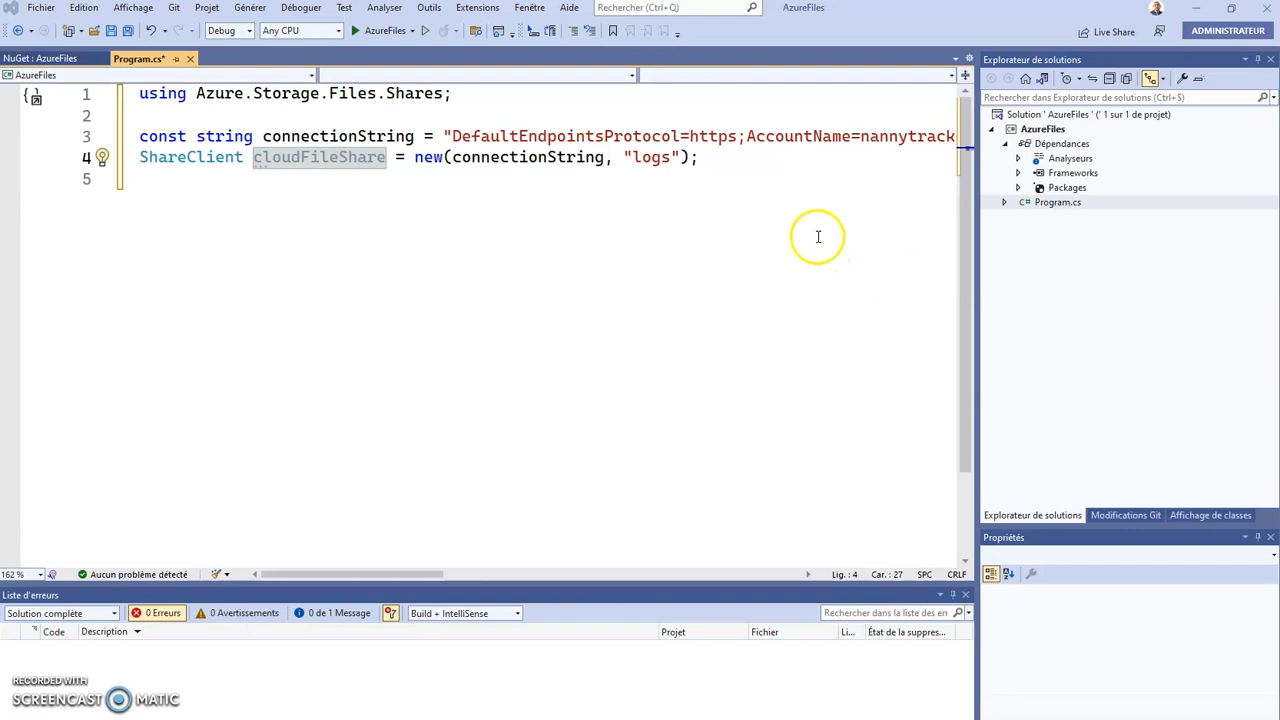 Fichier Edition Affichage Git Projet Générer Déboguer Test Analyser Outils Extensions Fenêtre Aide Rechercher (Ctrl+Q) AzureFiles
Debug Any CPU AzureFiles Live Share ADMINISTRATEUR
NuGet : AzureFiles Program.cs* Explorateur de solutions
AzureFiles
Rechercher dans Explorateur de solutions (Ctrl+$)
1 using Azure.Storage.Files.Shares;
2
3 const string connectionString = "DefaultEndpointsProtocol=https;AccountName=nannytrack
4 ShareClient cloudFileShare = new(connectionString, "logs");
5
Solution ' AzureFiles ' (' 1 sur 1 de projet)
AzureFiles
Dépendances
Analyseurs
Frameworks
Packages
C# Program.cs
Explorateur de solutions Modifications Git Affichage de classes
Propriétés
162 % Aucun problème détecté Lig. : 4 Car. : 27 SPC CRLF
Liste d'erreurs
Solution complète 0 Erreurs 0 Avertissements 0 de 1 Message Build + IntelliSense Rechercher dans la liste des err
Code Description Projet Fichier Li... État de la suppres...
RECORDED WITH
SCREENCAST MATIC